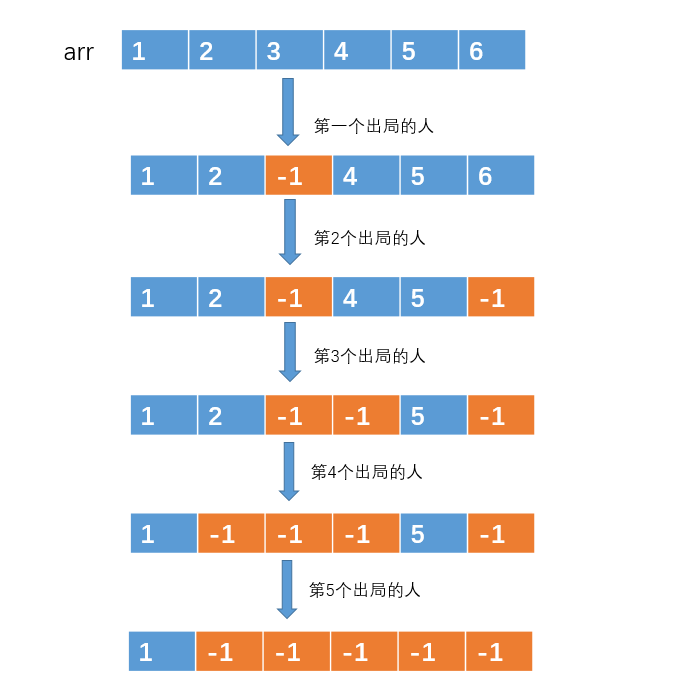 arr 1 2 3 4 5 6
第一个出局的人
1 2 -1 4 5 6
第2个出局的人
1 2 -1 4 5 -1
第3个出局的人
1 2 -1 -1 5 -1
第4个出局的人
1 -1 -1 -1 5 -1
第5个出局的人
1 -1 -1 -1 -1 -1